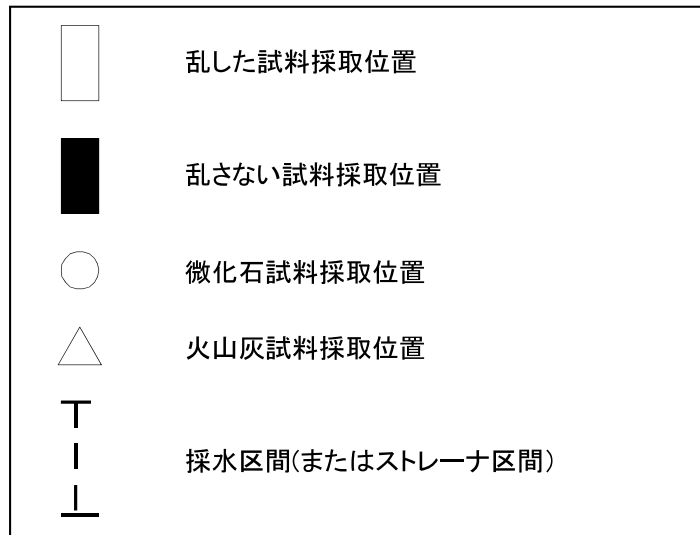 乱した試料採取位置
乱さない試料採取位置
微化石試料採取位置
火山灰試料採取位置
採水区間(またはストレーナ区間)